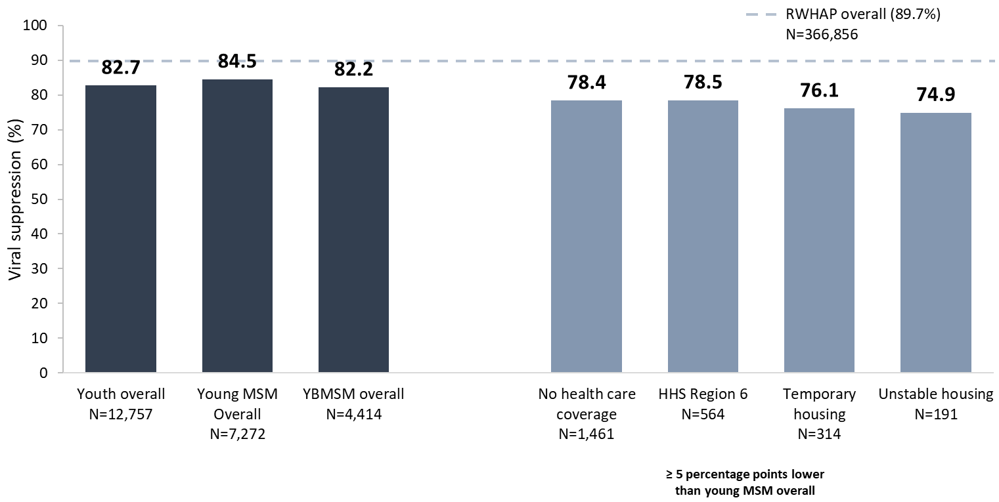 RWHAP overall (89.7%)
N=366,856
Viral suppression (%)
100
90
80
70
60
50
40
30
20
10
0
82.7
84.5
82.2
78.4
78.5
76.1
74.9
Youth overall
N=12,757
Young MSM
Overall
N=7,272
YBMSM overall
N=4,414
No health care
coverage
N=1,461
HHS Region 6
N=564
Temporary
housing
N=314
Unstable housing
N=191
≥ 5 percentage points lower
than young MSM overall